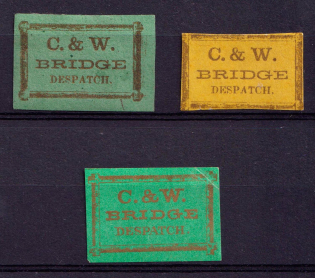 C. & W.
BRIDGE
DESPATCH.
C. & W.
BRIDGE
DESPATCH.
C. & W.
BRIDGE
DESPATCH.